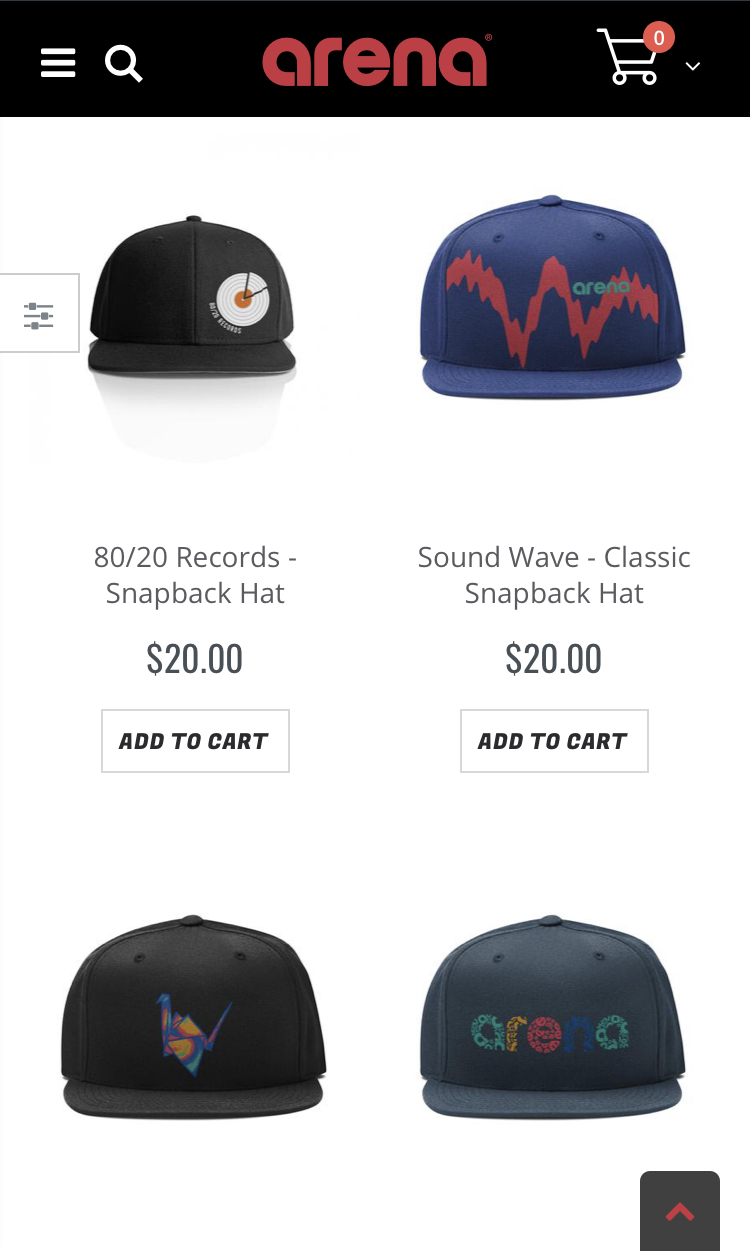 arena®
0
80/20 RECORDS
arena
80/20 Records -
Snapback Hat
$20.00
ADD TO CART
Sound Wave - Classic
Snapback Hat
$20.00
ADD TO CART
arena